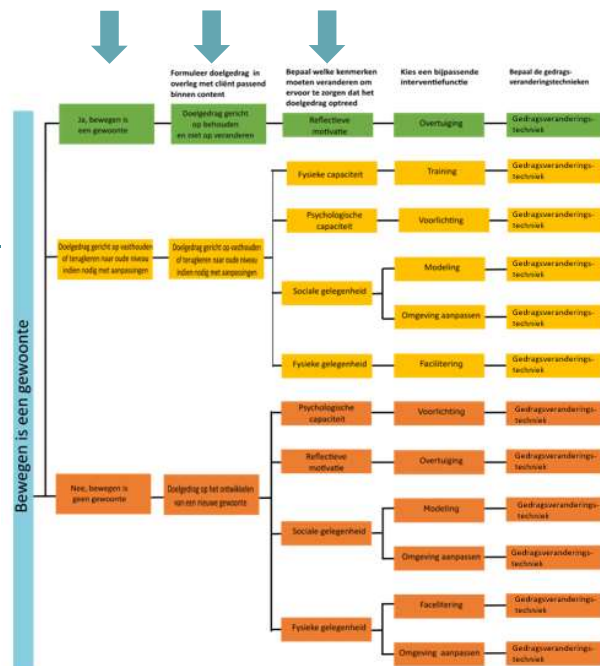 Formuleer doelgedrag in
overleg met cliënt passend
binnen content
Bepaal welke kenmerken
moeten veranderen om
ervoor te zorgen dat het
doelgedrag optreed
Kies een bijpassende
interventiefunctie
Bepaal de gedrags-
veranderingstechnieken
Bewegen is een gewoonte
Ja, bewegen is
een gewoonte
Doelgedrag gericht
op behouden
en niet op veranderen
Reflectieve
motivatie
Overtuiging
Gedragsveranderings-
techniek
Doelgedrag gericht op vasthouden
of terugkeren naar oude niveau
indien nodig met aanpassingen
Doelgedrag gericht op vasthouden
of terugkeren naar oude niveau
indien nodig met aanpassingen
Fysieke capaciteit
Training
Gedragsveranderings-
techniek
Psychologische
capaciteit
Voorlichting
Gedragsveranderings-
techniek
Sociale gelegenheid
Modeling
Gedragsveranderings-
techniek
Omgeving aanpassen
Gedragsveranderings-
techniek
Fysieke gelegenheid
Facilitering
Gedragsveranderings-
techniek
Nee, bewegen is
geen gewoonte
Doelgedrag op het ontwikkelen
van een nieuwe gewoonte
Psychologische
capaciteit
Voorlichting
Gedragsveranderings-
techniek
Reflectieve
motivatie
Overtuiging
Gedragsveranderings-
techniek
Sociale gelegenheid
Modeling
Gedragsveranderings-
techniek
Omgeving aanpassen
Gedragsveranderings-
techniek
Fysieke gelegenheid
Facelitering
Gedragsveranderings-
techniek
Omgeving aanpassen
Gedragsveranderings-
techniek